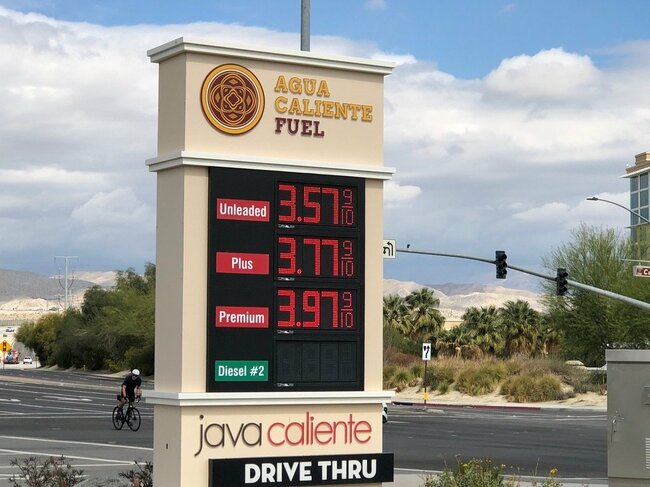 AGUA
CALIENTE
FUEL
Unleaded 3.57 9/10
Plus 3.77 9/10
Premium 3.97 9/10
Diesel #2
java caliente
DRIVE THRU